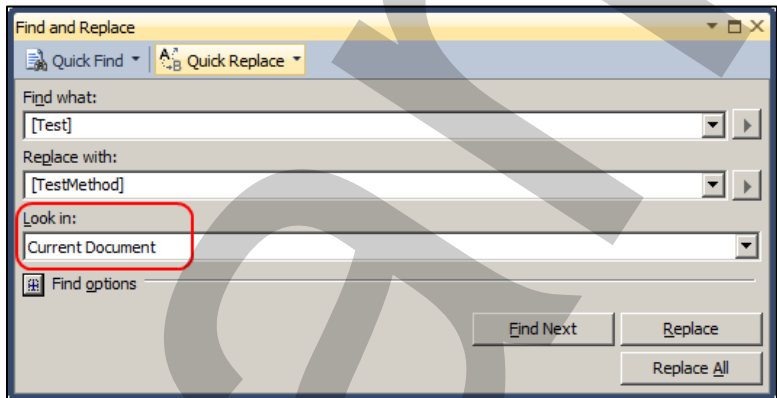 Find and Replace
Quick Find
Quick Replace
Find what:
[Test]
Replace with:
[TestMethod]
Look in:
Current Document
Find options
Find Next
Replace
Replace All